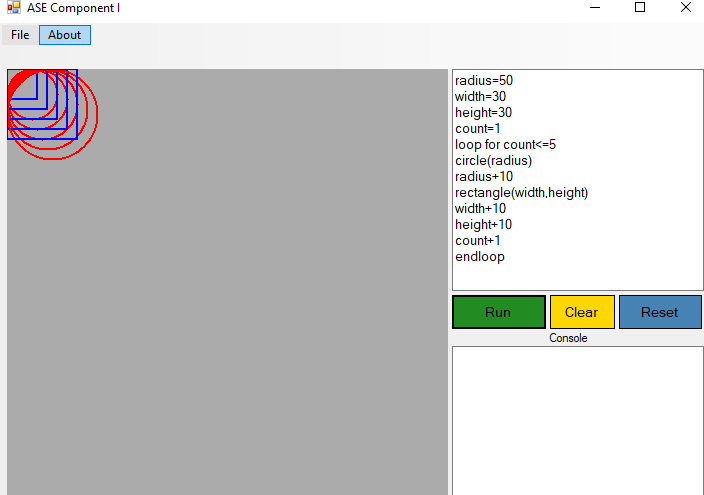 ASE Component I
File About
radius=50
width=30
height=30
count=1
loop for count<=5
circle(radius)
radius+10
rectangle(width,height)
width+10
height+10
count+1
endloop
Run Clear Reset
Console